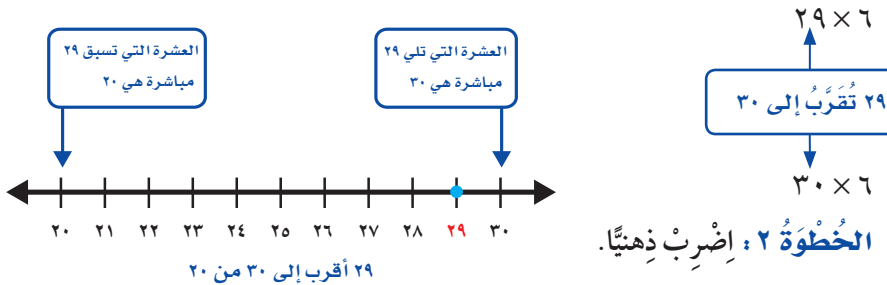 ٢٩ × ٦
٢٩ تُقَرَّبُ إلى ٣٠
٣٠ × ٦
الخُطْوَةُ ٢ : اِضْرِبْ ذِهنيًّا.
العشرة التي تلي ٢٩
مباشرة هي ٣٠
العشرة التي تسبق ٢٩
مباشرة هي ٢٠
٢٠ ٢١ ٢٢ ٢٣ ٢٤ ٢٥ ٢٦ ٢٧ ٢٨ ٢٩ ٣٠
٢٩ أقرب إلى ٣٠ من ٢٠